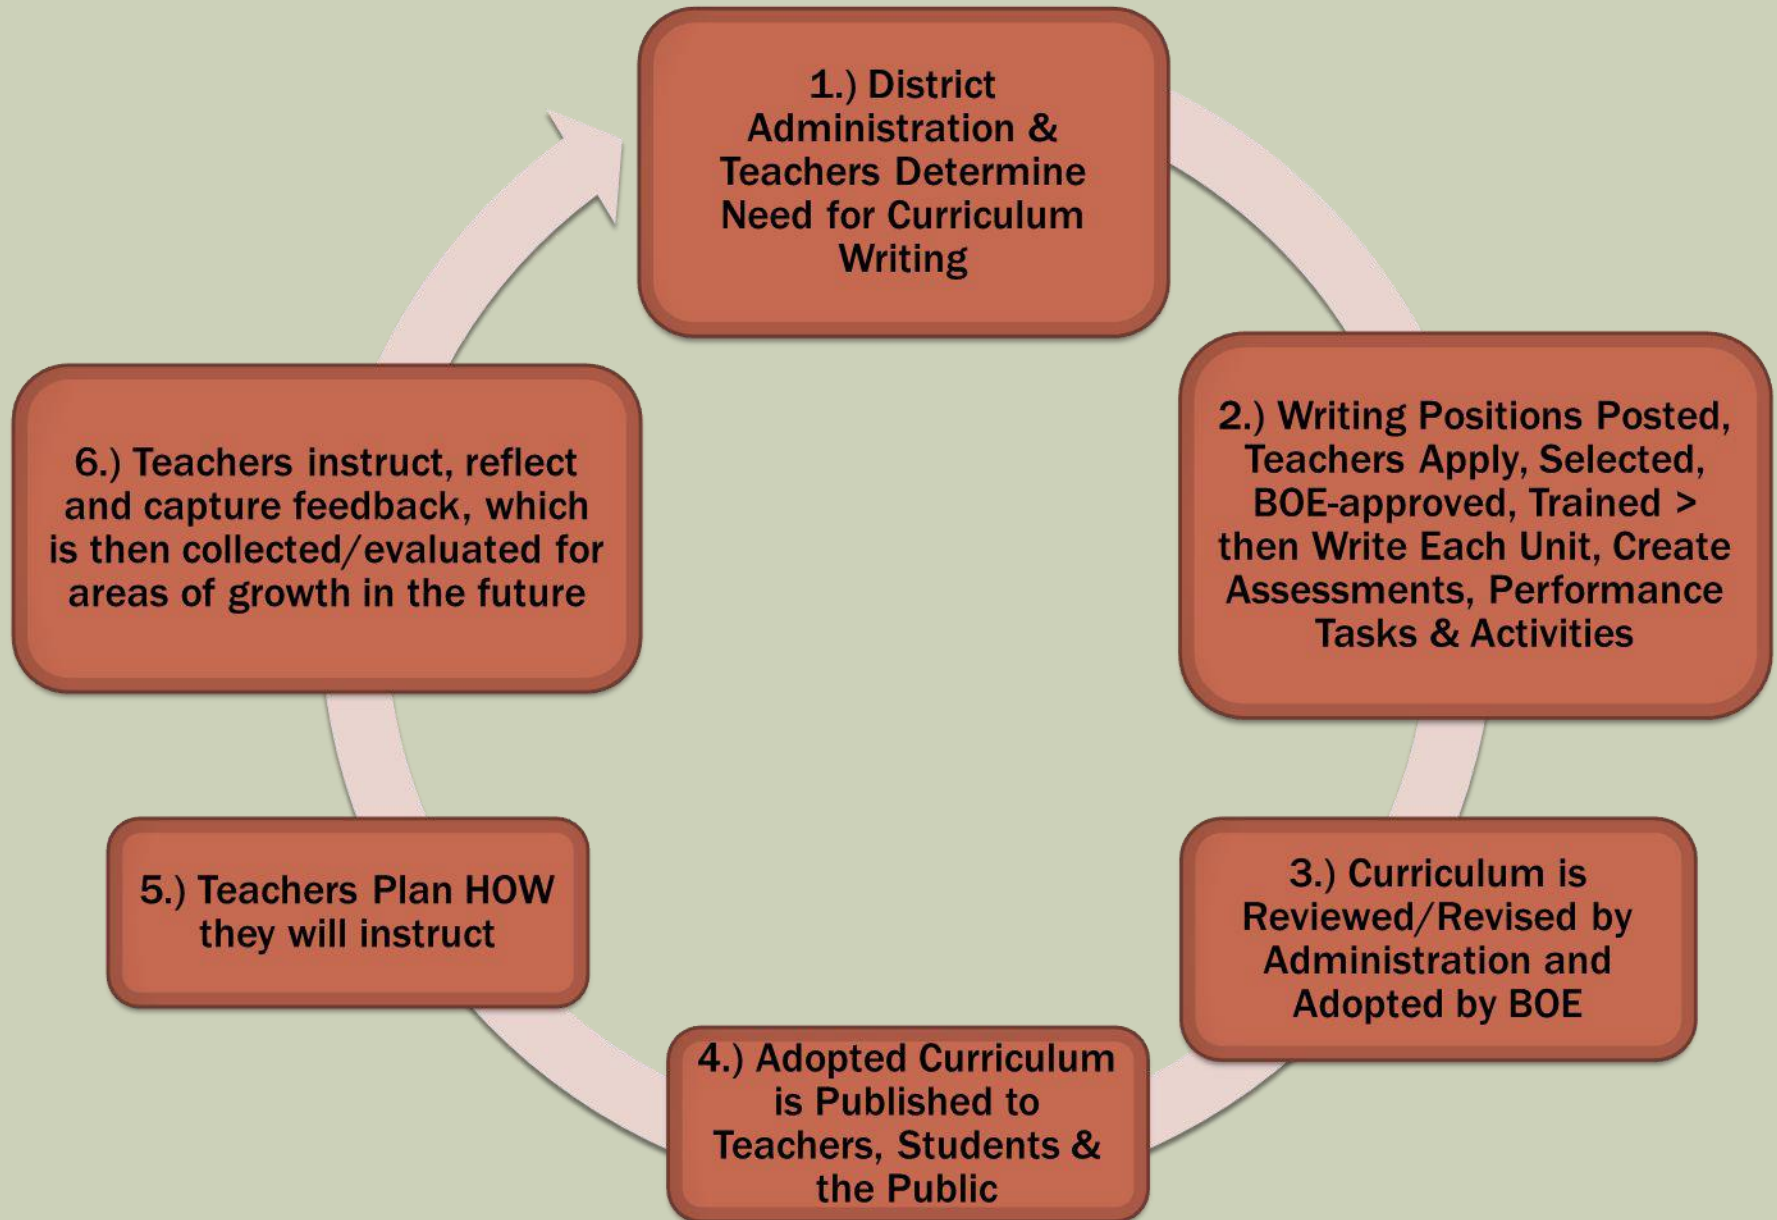 1.) District
Administration &
Teachers Determine
Need for Curriculum
Writing
2.) Writing Positions Posted,
Teachers Apply, Selected,
BOE-approved, Trained >
then Write Each Unit, Create
Assessments, Performance
Tasks & Activities
3.) Curriculum is
Reviewed/Revised by
Administration and
Adopted by BOE
4.) Adopted Curriculum
is Published to
Teachers, Students &
the Public
5.) Teachers Plan HOW
they will instruct
6.) Teachers instruct, reflect
and capture feedback, which
is then collected/evaluated for
areas of growth in the future